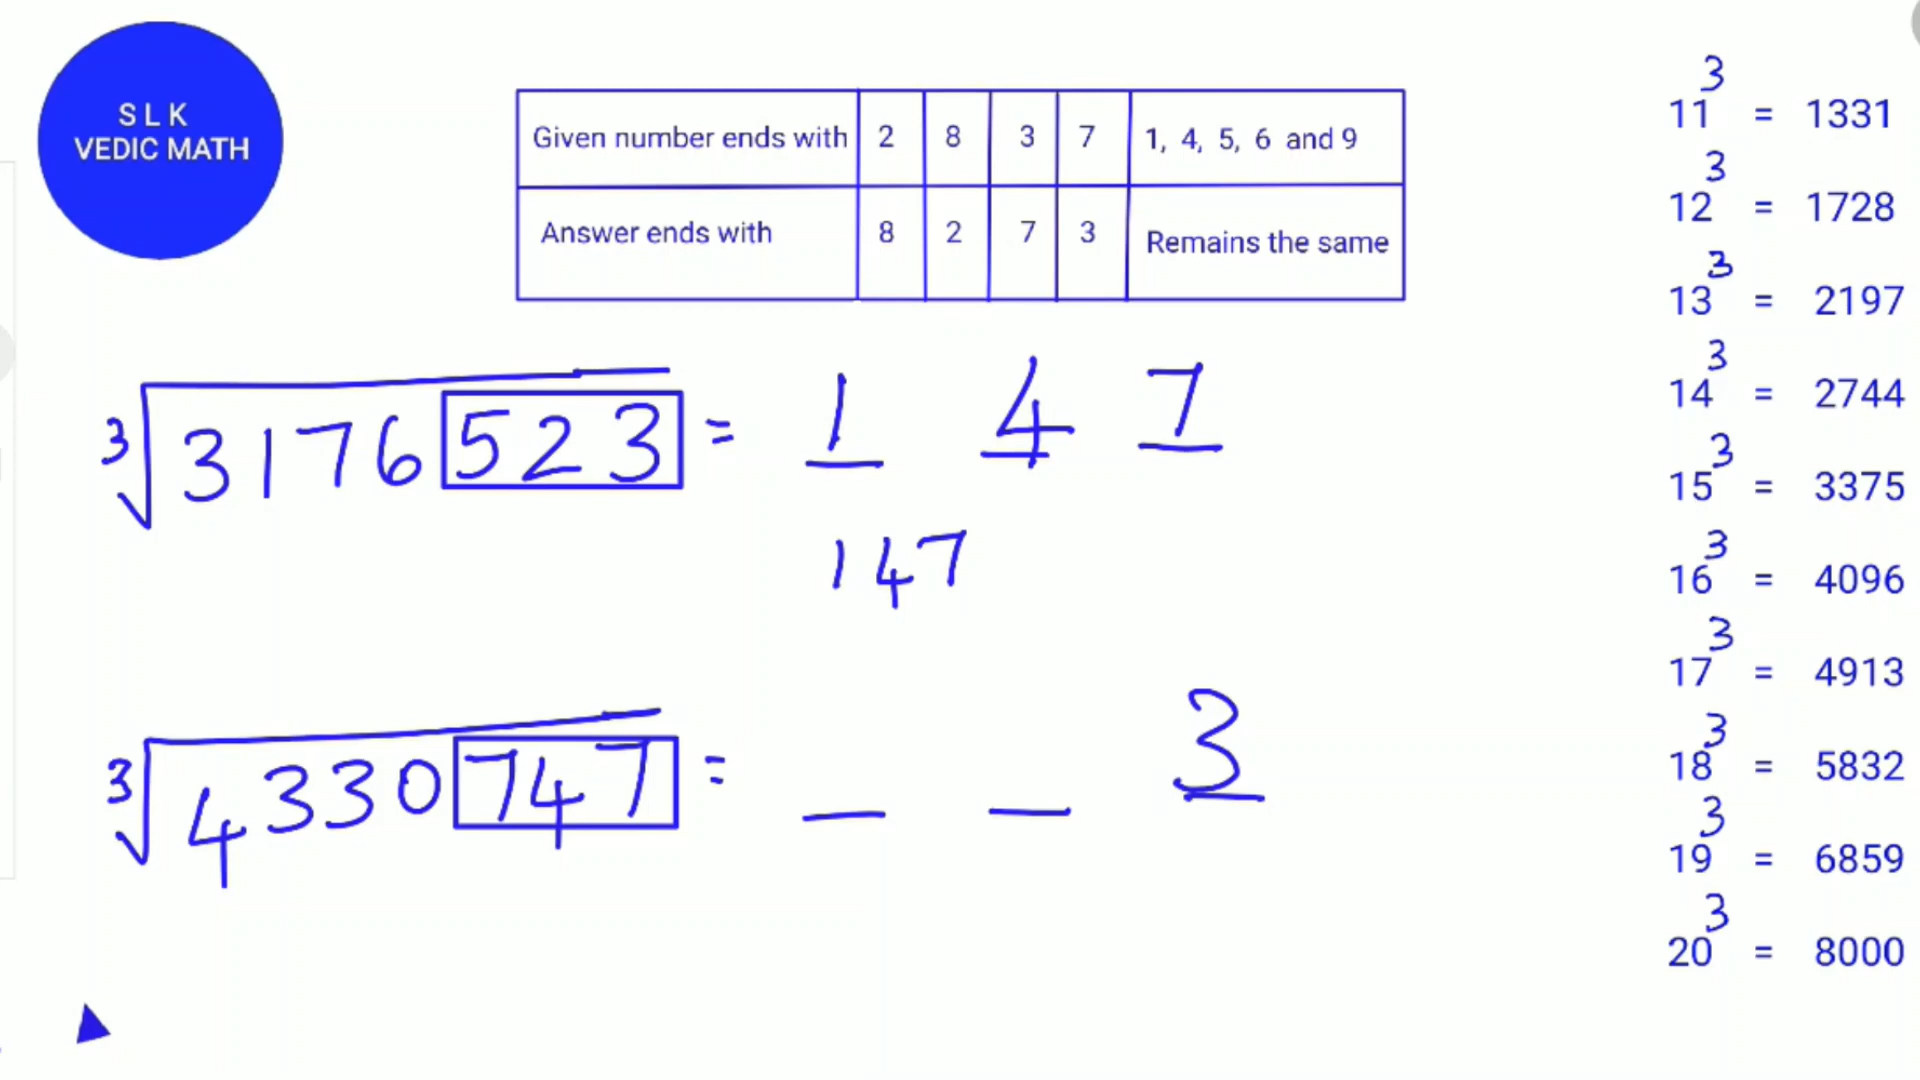 S L K
VEDIC MATH
Given number ends with 2 8 3 7 1, 4, 5, 6 and 9
Answer ends with 8 2 7 3 Remains the same
∛3176523 = 1 4 7
147
∛4330747 = _ _ 3
11³ = 1331
12³ = 1728
13³ = 2197
14³ = 2744
15³ = 3375
16³ = 4096
17³ = 4913
18³ = 5832
19³ = 6859
20³ = 8000